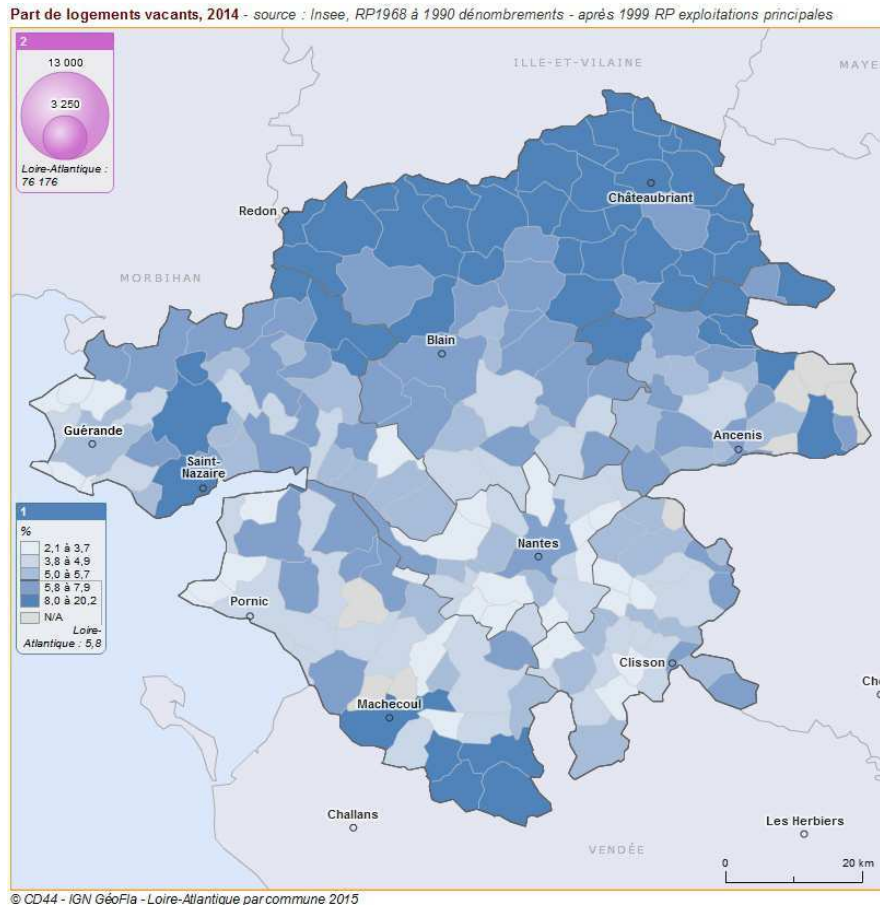 Part de logements vacants, 2014 - source : Insee, RP1968 à 1990 dénombrements - après 1999 RP exploitations principales
2
13 000
3 250
Loire-Atlantique :
76 176
ILLE-ET-VILAINE
MAYE
Châteaubriant
Redon
MORBIHAN
Blain
Guérande
Ancenis
Saint-
Nazaire
1
%
2,1 à 3,7
3,8 à 4,9
5,0 à 5,7
5,8 à 7,9
8,0 à 20,2
N/A
Loire-
Atlantique : 5,8
Nantes
Pornic
Clisson
Cho
Machecoul
Challans
Les Herbiers
VENDÉE
0
20 km
© CD44 - IGN GéoFla - Loire-Atlantique par commune 2015